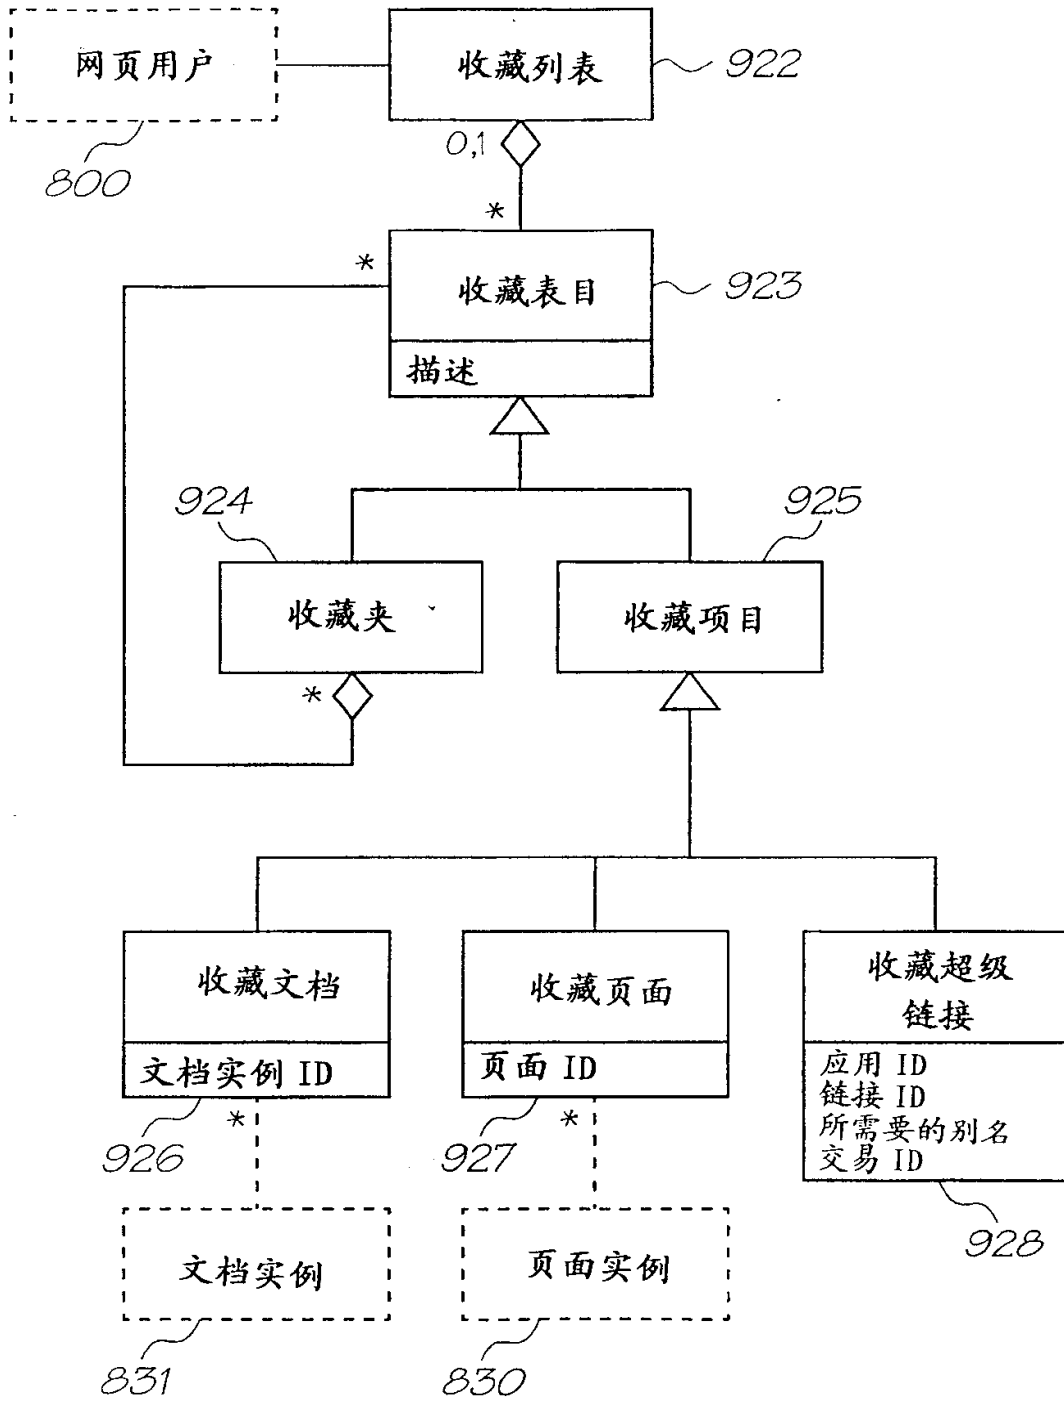 网页用户
收藏列表
922
800
0,1
*
*
收藏表目
923
描述
924
925
收藏夹
收藏项目
*
收藏文档
收藏页面
收藏超级
链接
文档实例 ID
页面 ID
应用 ID
链接 ID
所需要的别名
交易 ID
*
*
926
927
928
文档实例
页面实例
831
830